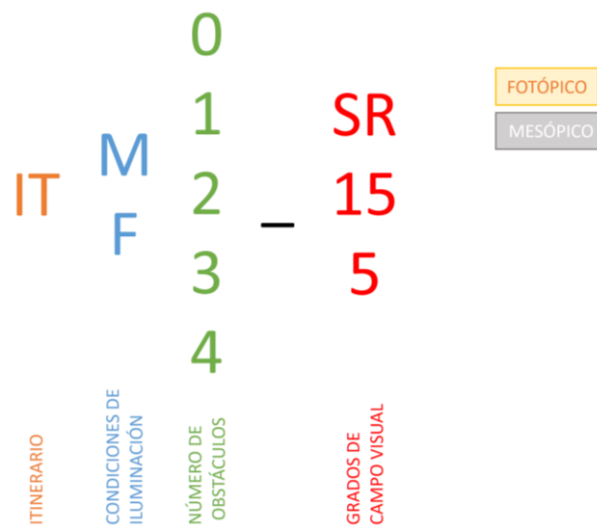 IT
M
F
0
1
2
3
4
–
SR
15
5
FOTÓPICO
MESÓPICO
ITINERARIO
CONDICIONES DE
ILUMINACIÓN
NÚMERO DE
OBSTÁCULOS
GRADOS DE
CAMPO VISUAL